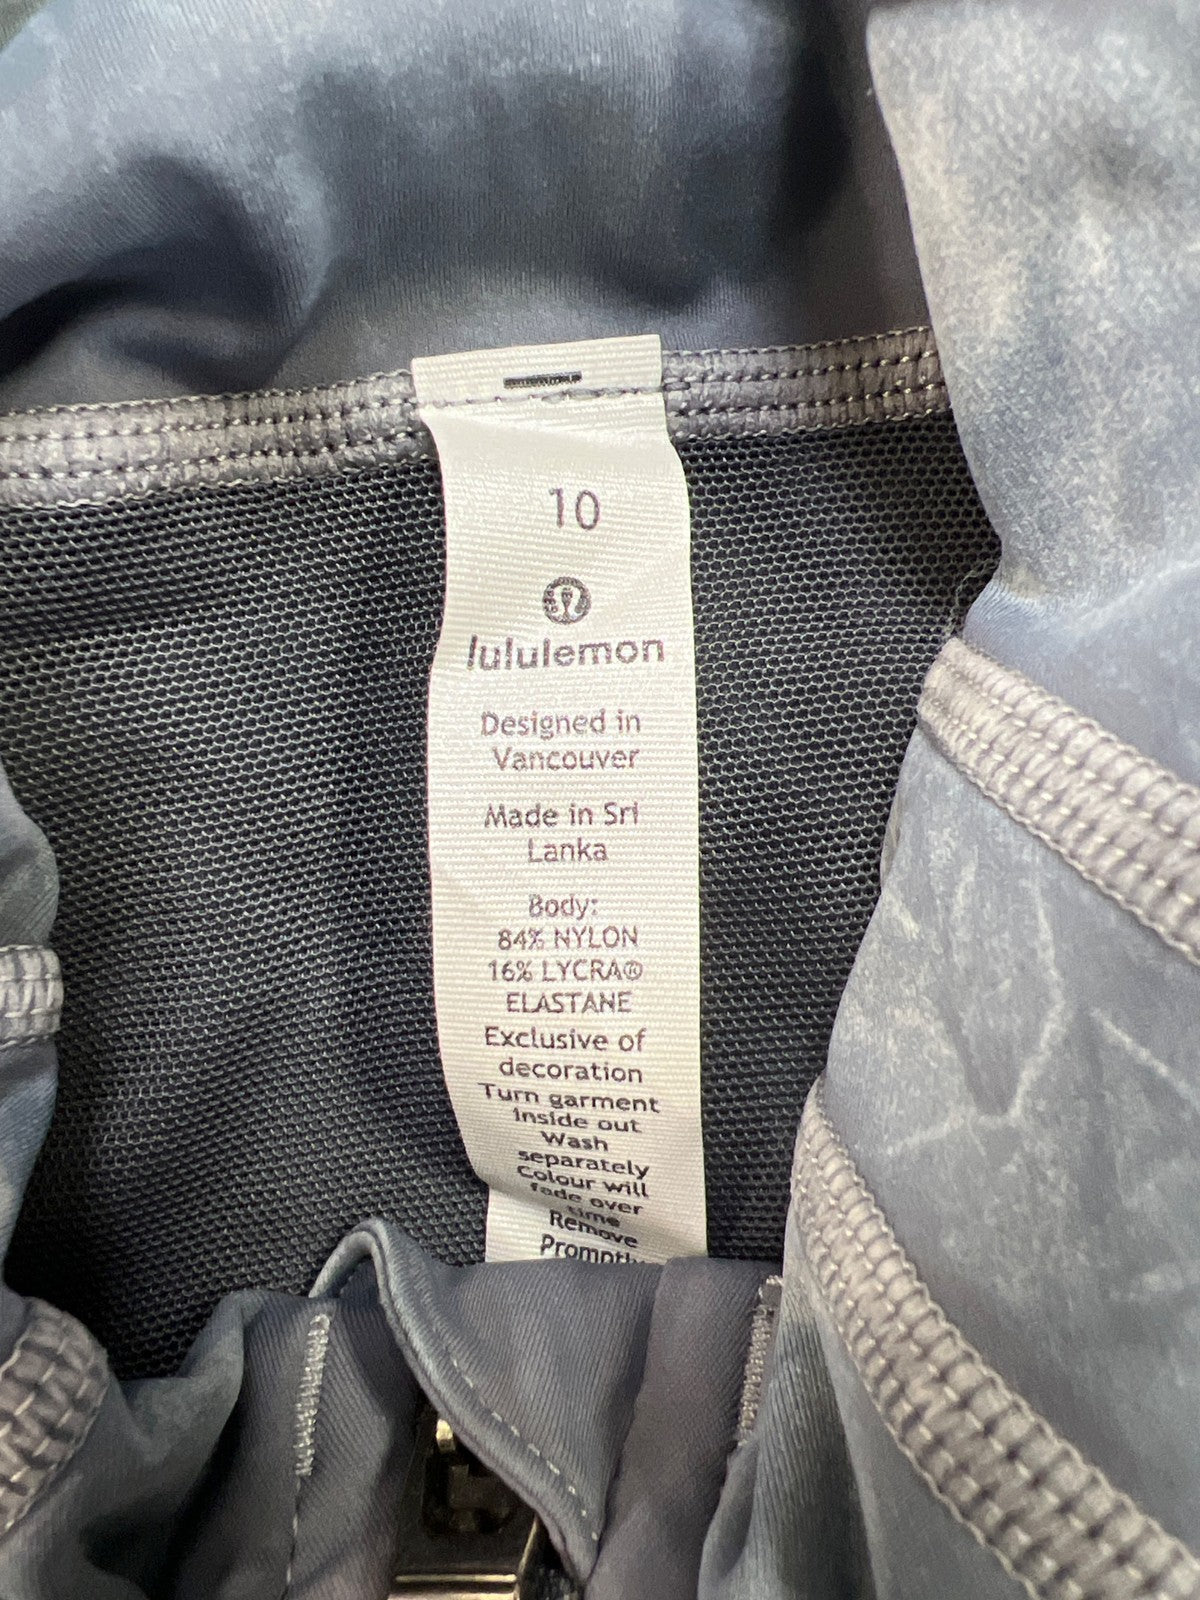 10
lululemon
Designed in
Vancouver
Made in Sri
Lanka
Body:
84% NYLON
16% LYCRA®
ELASTANE
Exclusive of
decoration
Turn garment
inside out
Wash
separately
Colour will
fade over
time
Remove
Promptly